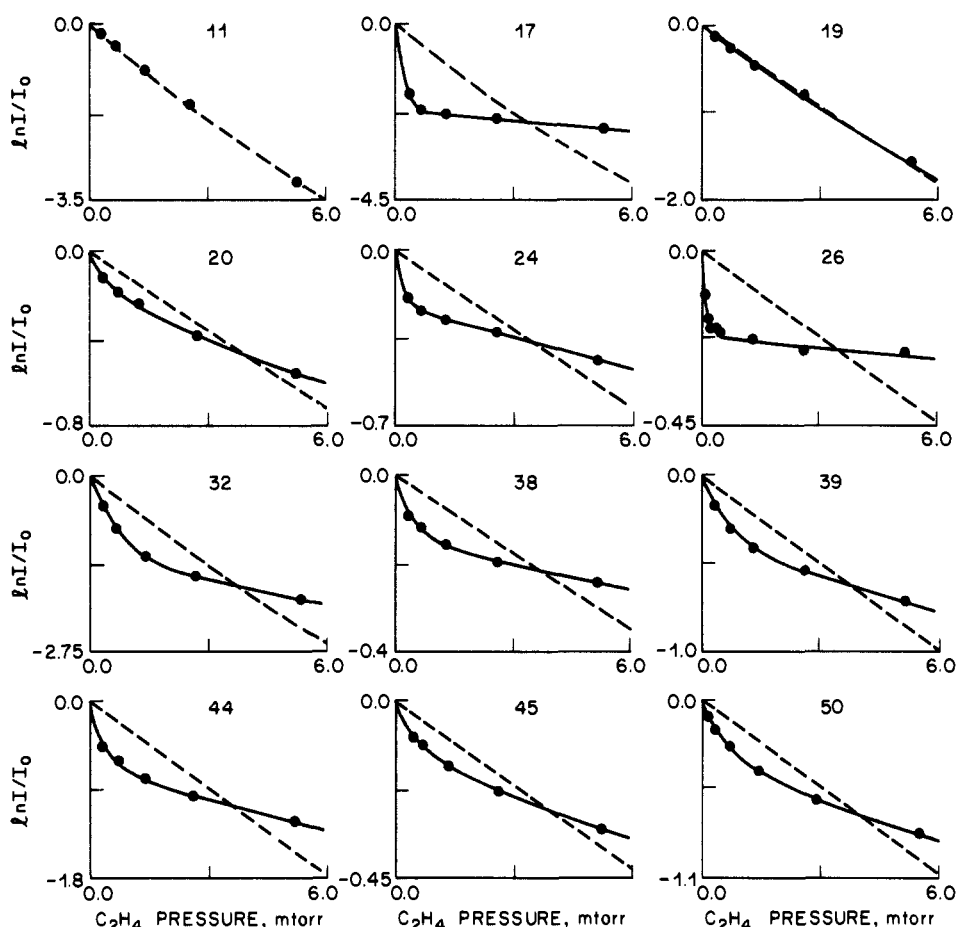 0.0 11 0.0 17 0.0 19
ℓnI/I₀
-3.5 -4.5 -2.0
0.0 6.0 0.0 6.0 0.0 6.0
0.0 20 0.0 24 0.0 26
-0.8 -0.7 -0.45
0.0 6.0 0.0 6.0 0.0 6.0
0.0 32 0.0 38 0.0 39
ℓnI/I₀
-2.75 -0.4 -1.0
0.0 6.0 0.0 6.0 0.0 6.0
0.0 44 0.0 45 0.0 50
ℓnI/I₀
-1.8 -0.45 -1.1
0.0 6.0 0.0 6.0 0.0 6.0
C₂H₄ PRESSURE, mtorr C₂H₄ PRESSURE, mtorr C₂H₄ PRESSURE, mtorr